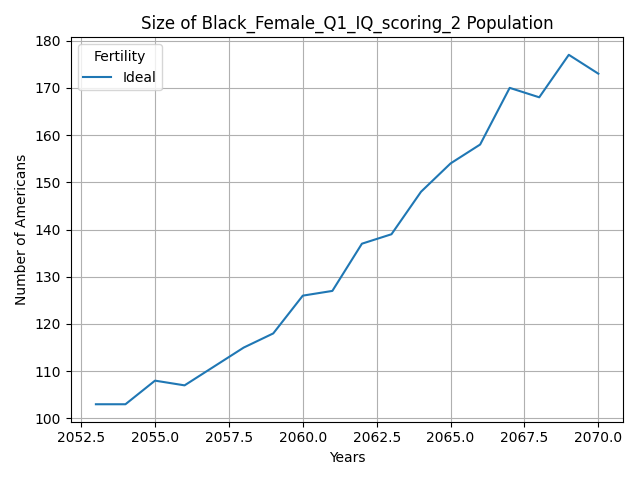 Size of Black_Female_Q1_IQ_scoring_2 Population
Fertility
Ideal
Number of Americans
180
170
160
150
140
130
120
110
100
2052.5 2055.0 2057.5 2060.0 2062.5 2065.0 2067.5 2070.0
Years